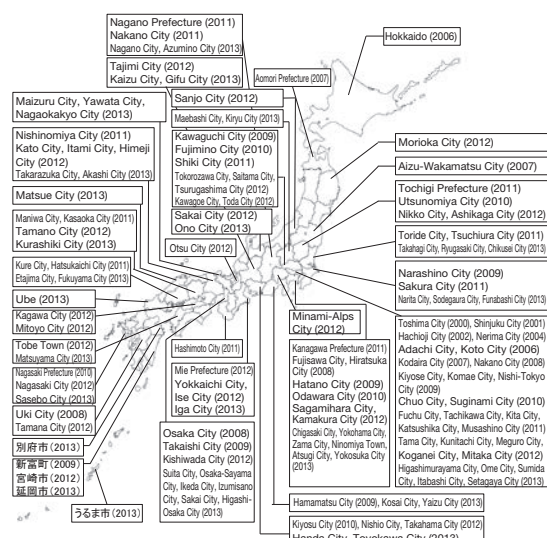 Nagano Prefecture (2011)
Nakano City (2011)
Nagano City, Azumino City (2013)
Tajimi City (2012)
Kaizu City, Gifu City (2013)
Hokkaido (2006)
Aomori Prefecture (2007)
Sanjo City (2012)
Maebashi City, Kiryu City (2013)
Kawaguchi City (2009)
Fujimino City (2010)
Shiki City (2011)
Tokorozawa City, Saitama City,
Tsurugashima City (2012)
Kawagoe City, Toda City (2012)
Sakai City (2012)
Ono City (2013)
Otsu City (2012)
Maizuru City, Yawata City,
Nagaokakyo City (2013)
Nishinomiya City (2011)
Kato City, Itami City, Himeji
City (2012)
Takarazuka City, Akashi City (2013)
Matsue City (2013)
Maniwa City, Kasaoka City (2011)
Tamano City (2012)
Kurashiki City (2013)
Kure City, Hatsukaichi City (2011)
Etajima City, Fukuyama City (2013)
Ube (2013)
Kagawa City (2012)
Mitoyo City (2012)
Tobe Town (2012)
Matsuyama City (2013)
Nagasaki Prefecture (2010)
Nagasaki City (2012)
Sasebo City (2013)
Uki City (2008)
Tamana City (2012)
別府市(2013)
新富町(2009)
宮崎市(2012)
延岡市(2013)
うるま市(2013)
Hashimoto City (2011)
Mie Prefecture (2012)
Yokkaichi City,
Ise City (2012)
Iga City (2013)
Osaka City (2008)
Takaishi City (2009)
Kishiwada City (2012)
Suita City, Osaka-Sayama
City, Ikeda City, Izumisano
City, Sakai City, Higashi-
Osaka City (2013)
Morioka City (2012)
Aizu-Wakamatsu City (2007)
Tochigi Prefecture (2011)
Utsunomiya City (2010)
Nikko City, Ashikaga City (2012)
Toride City, Tsuchiura City (2011)
Takahagi City, Ryugasaki City, Chikusei City (2013)
Narashino City (2009)
Sakura City (2011)
Narita City, Sodegaura City, Funabashi City (2013)
Minami-Alps
City (2012)
Kanagawa Prefecture (2011)
Fujisawa City, Hiratsuka City
(2008)
Hatano City (2009)
Odawara City (2010)
Sagamihara City,
Kamakura City (2012)
Chigasaki City, Yokohama City,
Zama City, Ninomiya Town,
Atsugi City, Yokosuka City
(2013)
Toshima City (2000), Shinjuku City (2001)
Hachioji City (2002), Nerima City (2004)
Adachi City, Koto City (2006)
Kodaira City (2007), Nakano City (2008)
Kiyose City, Komae City, Nishi-Tokyo
City (2009)
Chuo City, Suginami City (2010)
Fuchu City, Tachikawa City, Kita City,
Katsushika City, Musashino City (2011)
Tama City, Kunitachi City, Meguro City,
Koganei City, Mitaka City (2012)
Higashimurayama City, Ome City, Sumida
City, Itabashi City, Setagaya City (2013)
Hamamatsu City (2009), Kosai City, Yaizu City (2013)
Kiyosu City (2010), Nishio City, Takahama City (2012)
Handa City, Toyokawa City (2013)